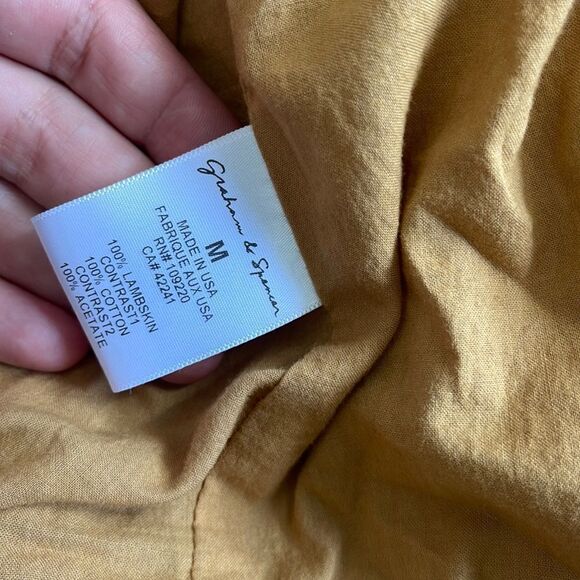 Graham & Spencer
M
MADE IN USA
FABRIQUE AUX USA
RN# 109220
CA# 42241
100% LAMBSKIN
CONTRAST1
100% COTTON
CONTRAST2
100% ACETATE